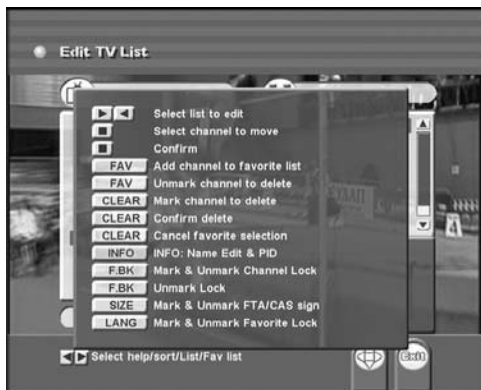 Edit TV List
Select list to edit
Select channel to move
Confirm
FAV Add channel to favorite list
FAV Unmark channel to delete
CLEAR Mark channel to delete
CLEAR Confirm delete
CLEAR Cancel favorite selection
INFO INFO: Name Edit & PID
F.BK Mark & Unmark Channel Lock
F.BK Unmark Lock
SIZE Mark & Unmark FTA/CAS sign
LANG Mark & Unmark Favorite Lock
Select help/sort/List/Fav list
EXIT